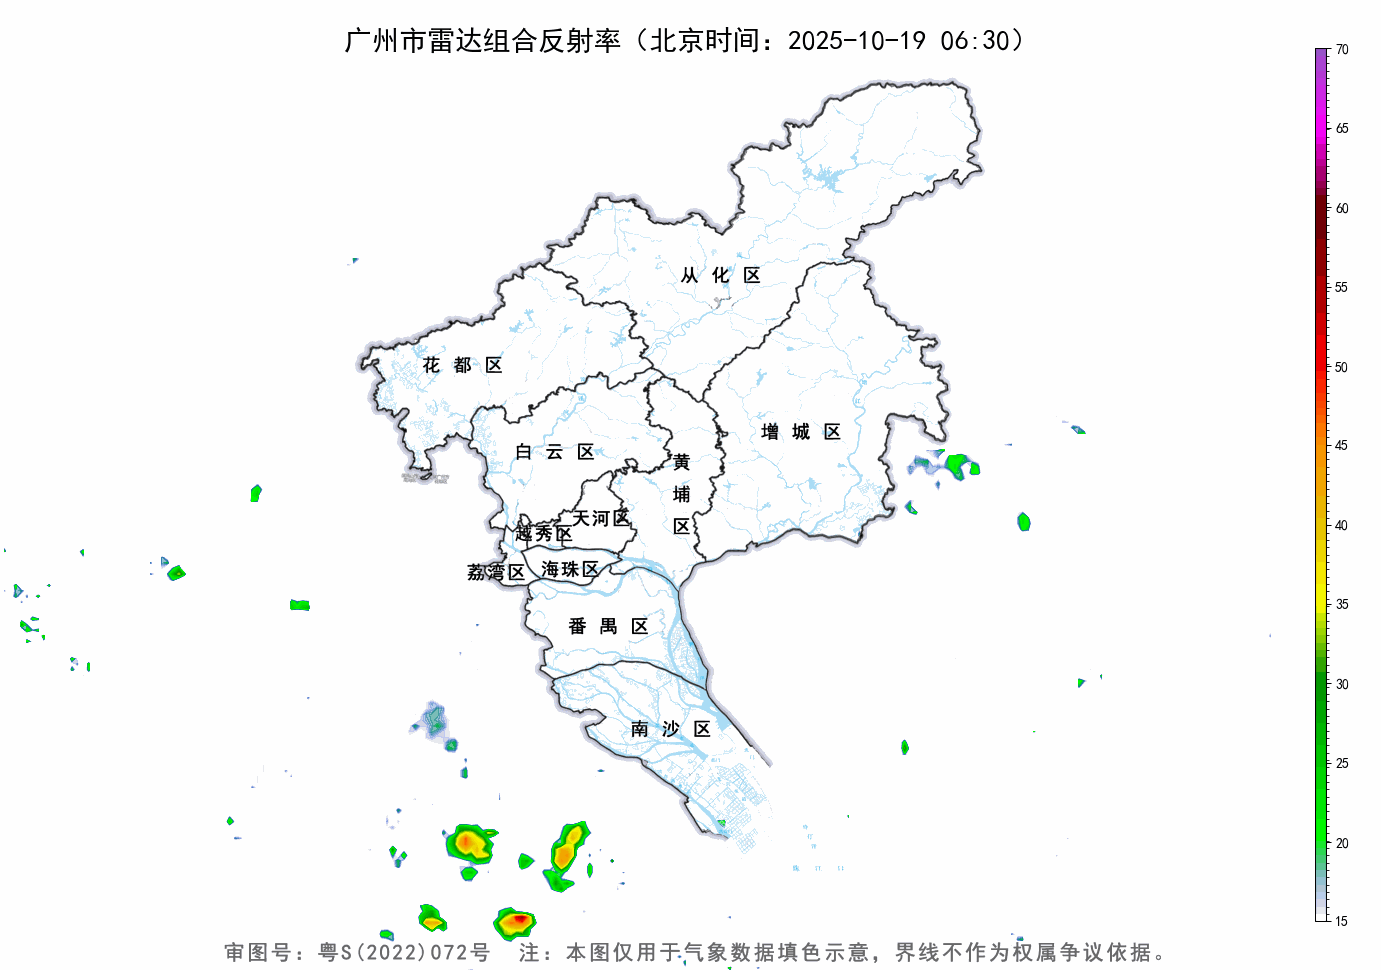 广州市雷达组合反射率（北京时间：2025-10-19 06:30）
70
65
60
55
50
45
40
35
30
25
20
15
从化区
花都区
增城区
白云区
黄埔区
天河区
越秀区
荔湾区
海珠区
番禺区
南沙区
审图号：粤S(2022)072号 注：本图仅用于气象数据填色示意，界线不作为权属争议依据。